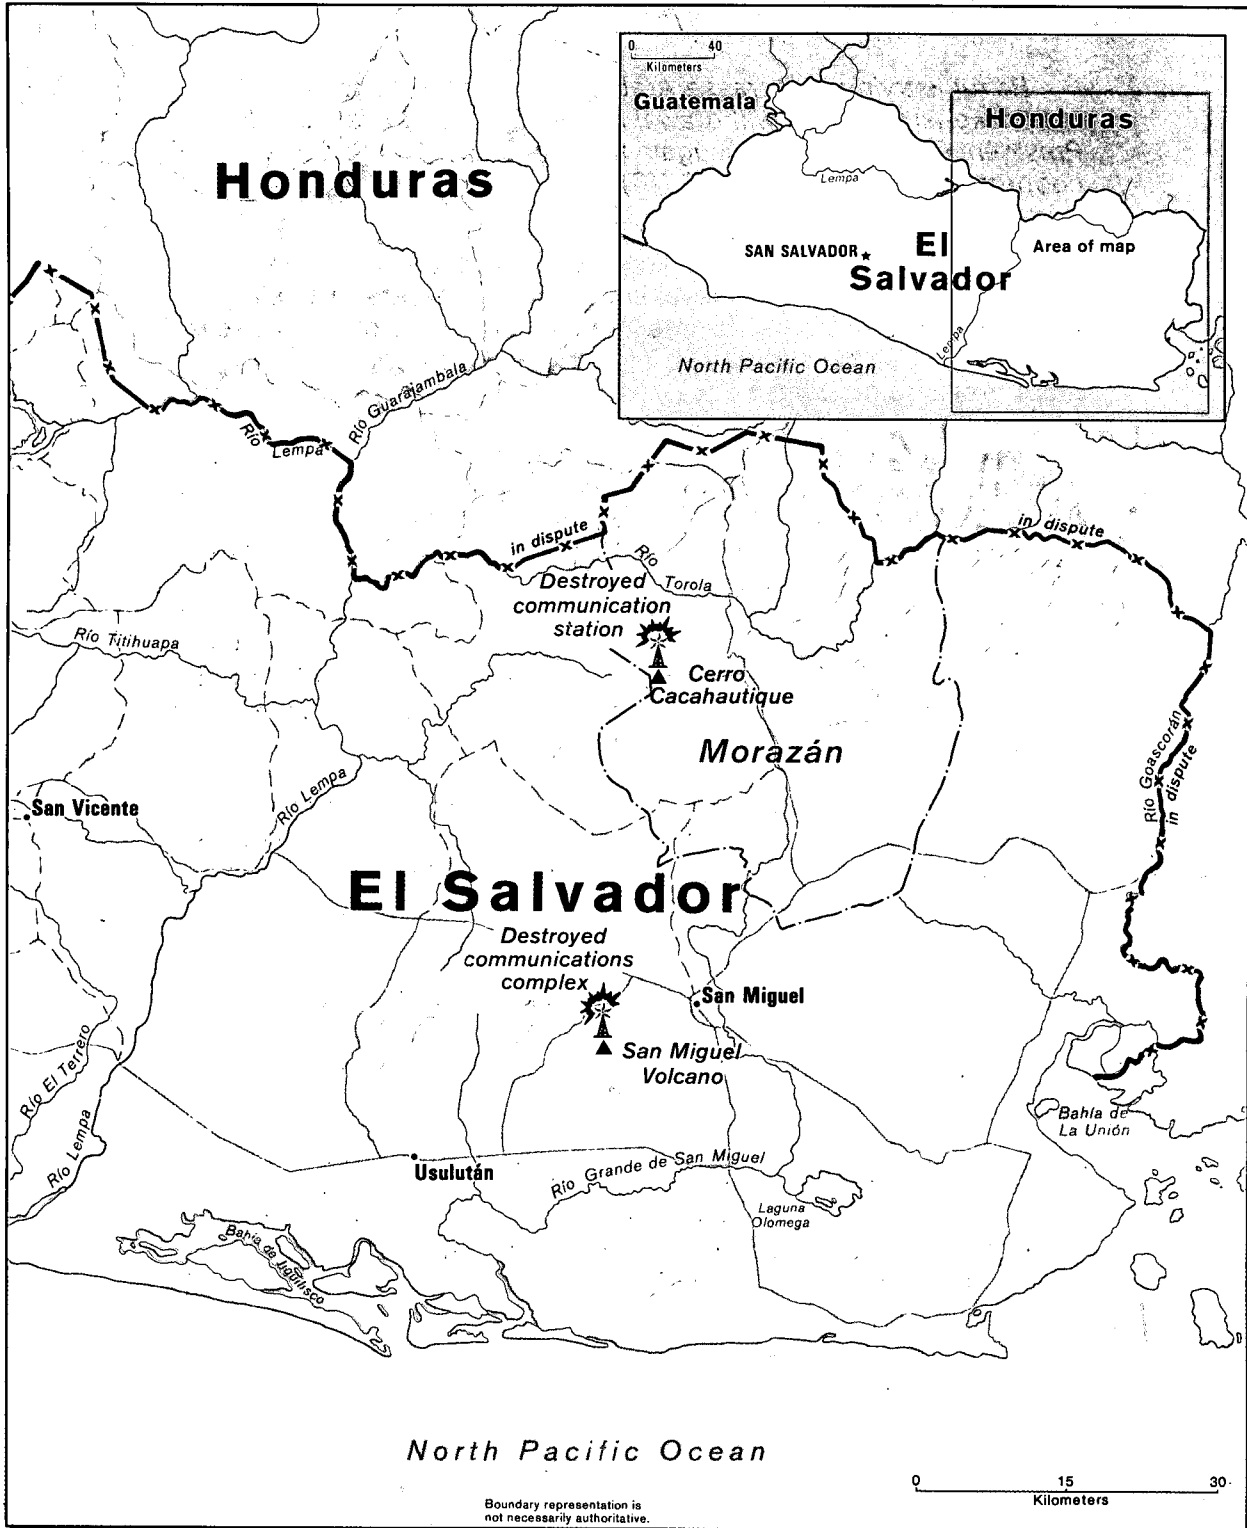 0 40
Kilometers
Guatemala
Honduras
Lempa
SAN SALVADOR
El
Salvador
Area of map
Lempa
North Pacific Ocean
Honduras
Río Guarajambala
Río
Lempa
in dispute
in dispute
Río
Torola
Destroyed
communication
station
Río Titihuapa
Cerro
Cacahautique
Morazán
Río Goascorán
in dispute
Río Lempa
San Vicente
El Salvador
Destroyed
communications
complex
San Miguel
San Miguel
Volcano
Río El Terrero
Río Lempa
Bahía de
La Unión
Usulután
Río Grande de San Miguel
Laguna
Olomega
Bahía de Jiquilisco
North Pacific Ocean
0 15 30
Kilometers
Boundary representation is
not necessarily authoritative.